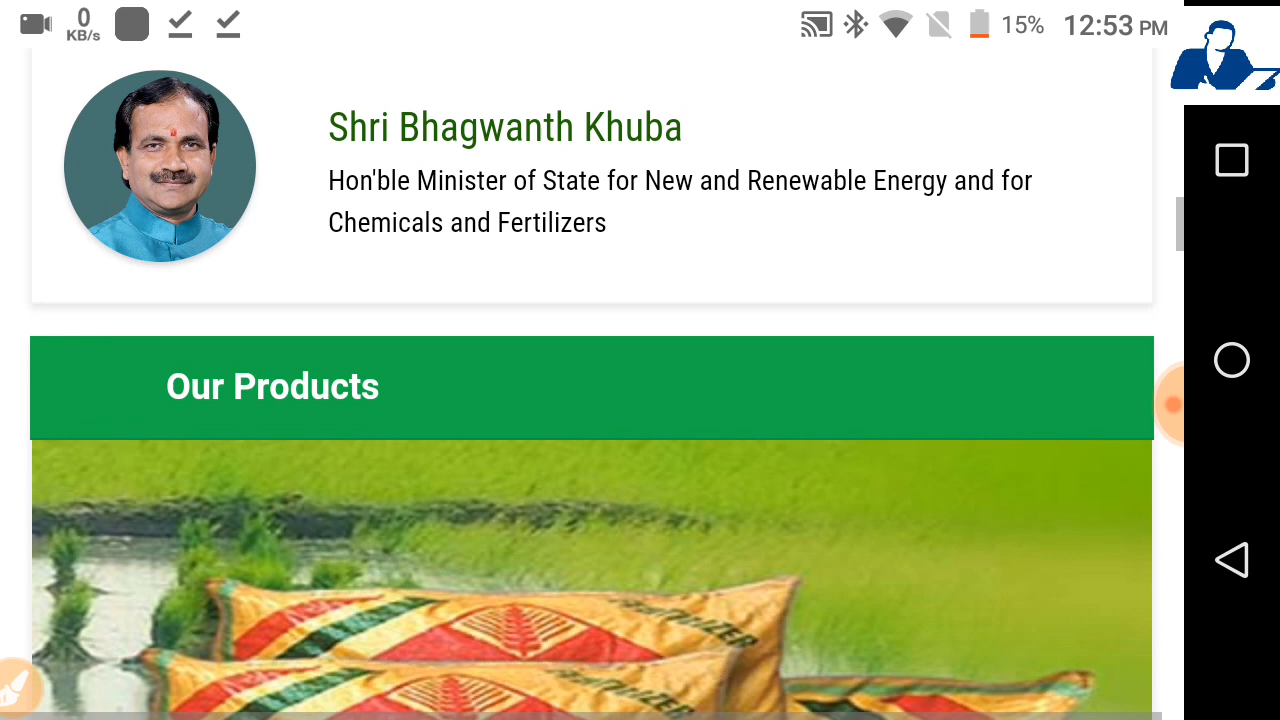 0
KB/s
15%
12:53 PM
Shri Bhagwanth Khuba
Hon'ble Minister of State for New and Renewable Energy and for
Chemicals and Fertilizers
Our Products